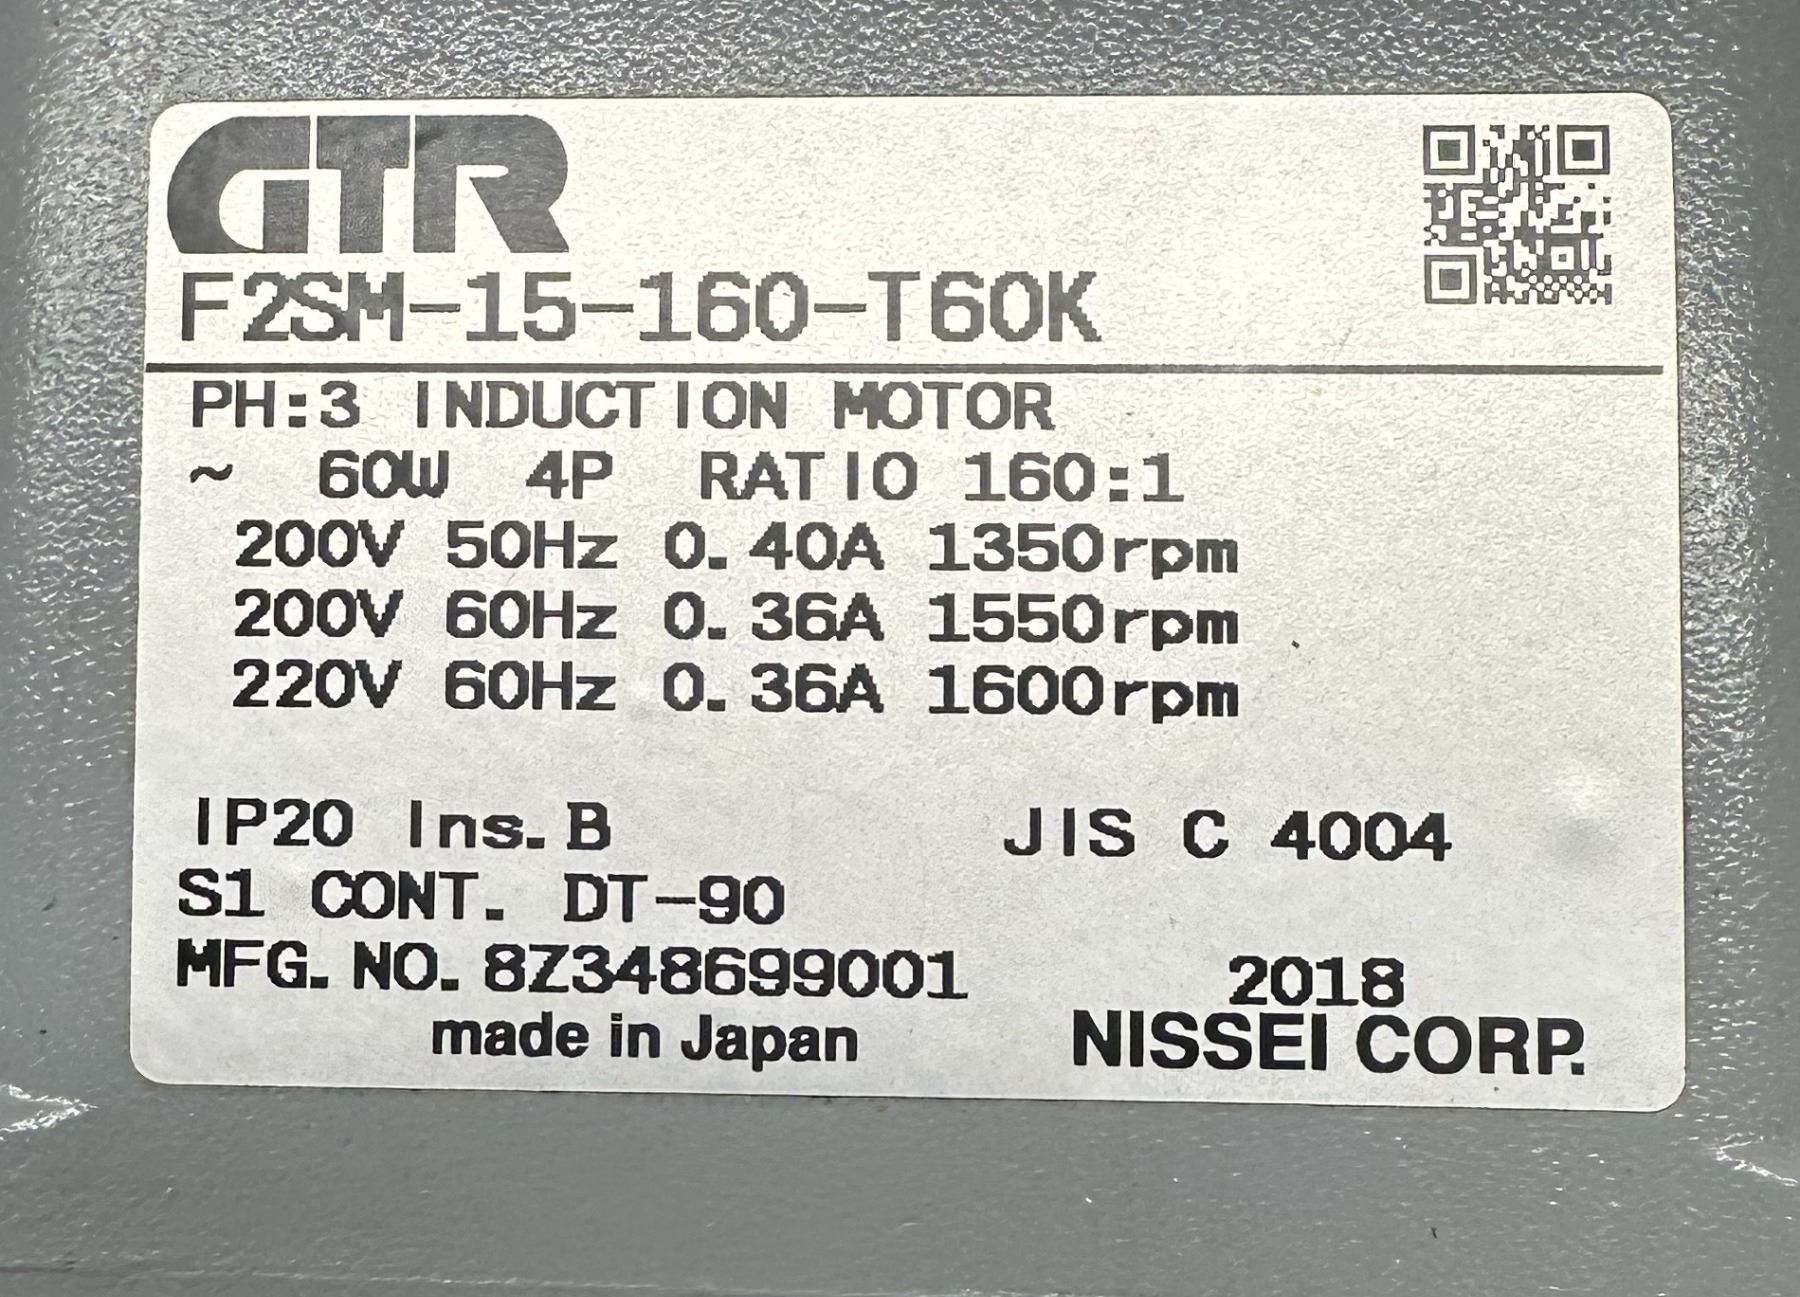 GTR
F2SM-15-160-T60K
PH:3 INDUCTION MOTOR
~ 60W 4P RATIO 160:1
200V 50Hz 0.40A 1350rpm
200V 60Hz 0.36A 1550rpm
220V 60Hz 0.36A 1600rpm
IP20 Ins.B JIS C 4004
S1 CONT. DT-90
MFG.NO.8Z348699001 2018
made in Japan NISSEI CORP.